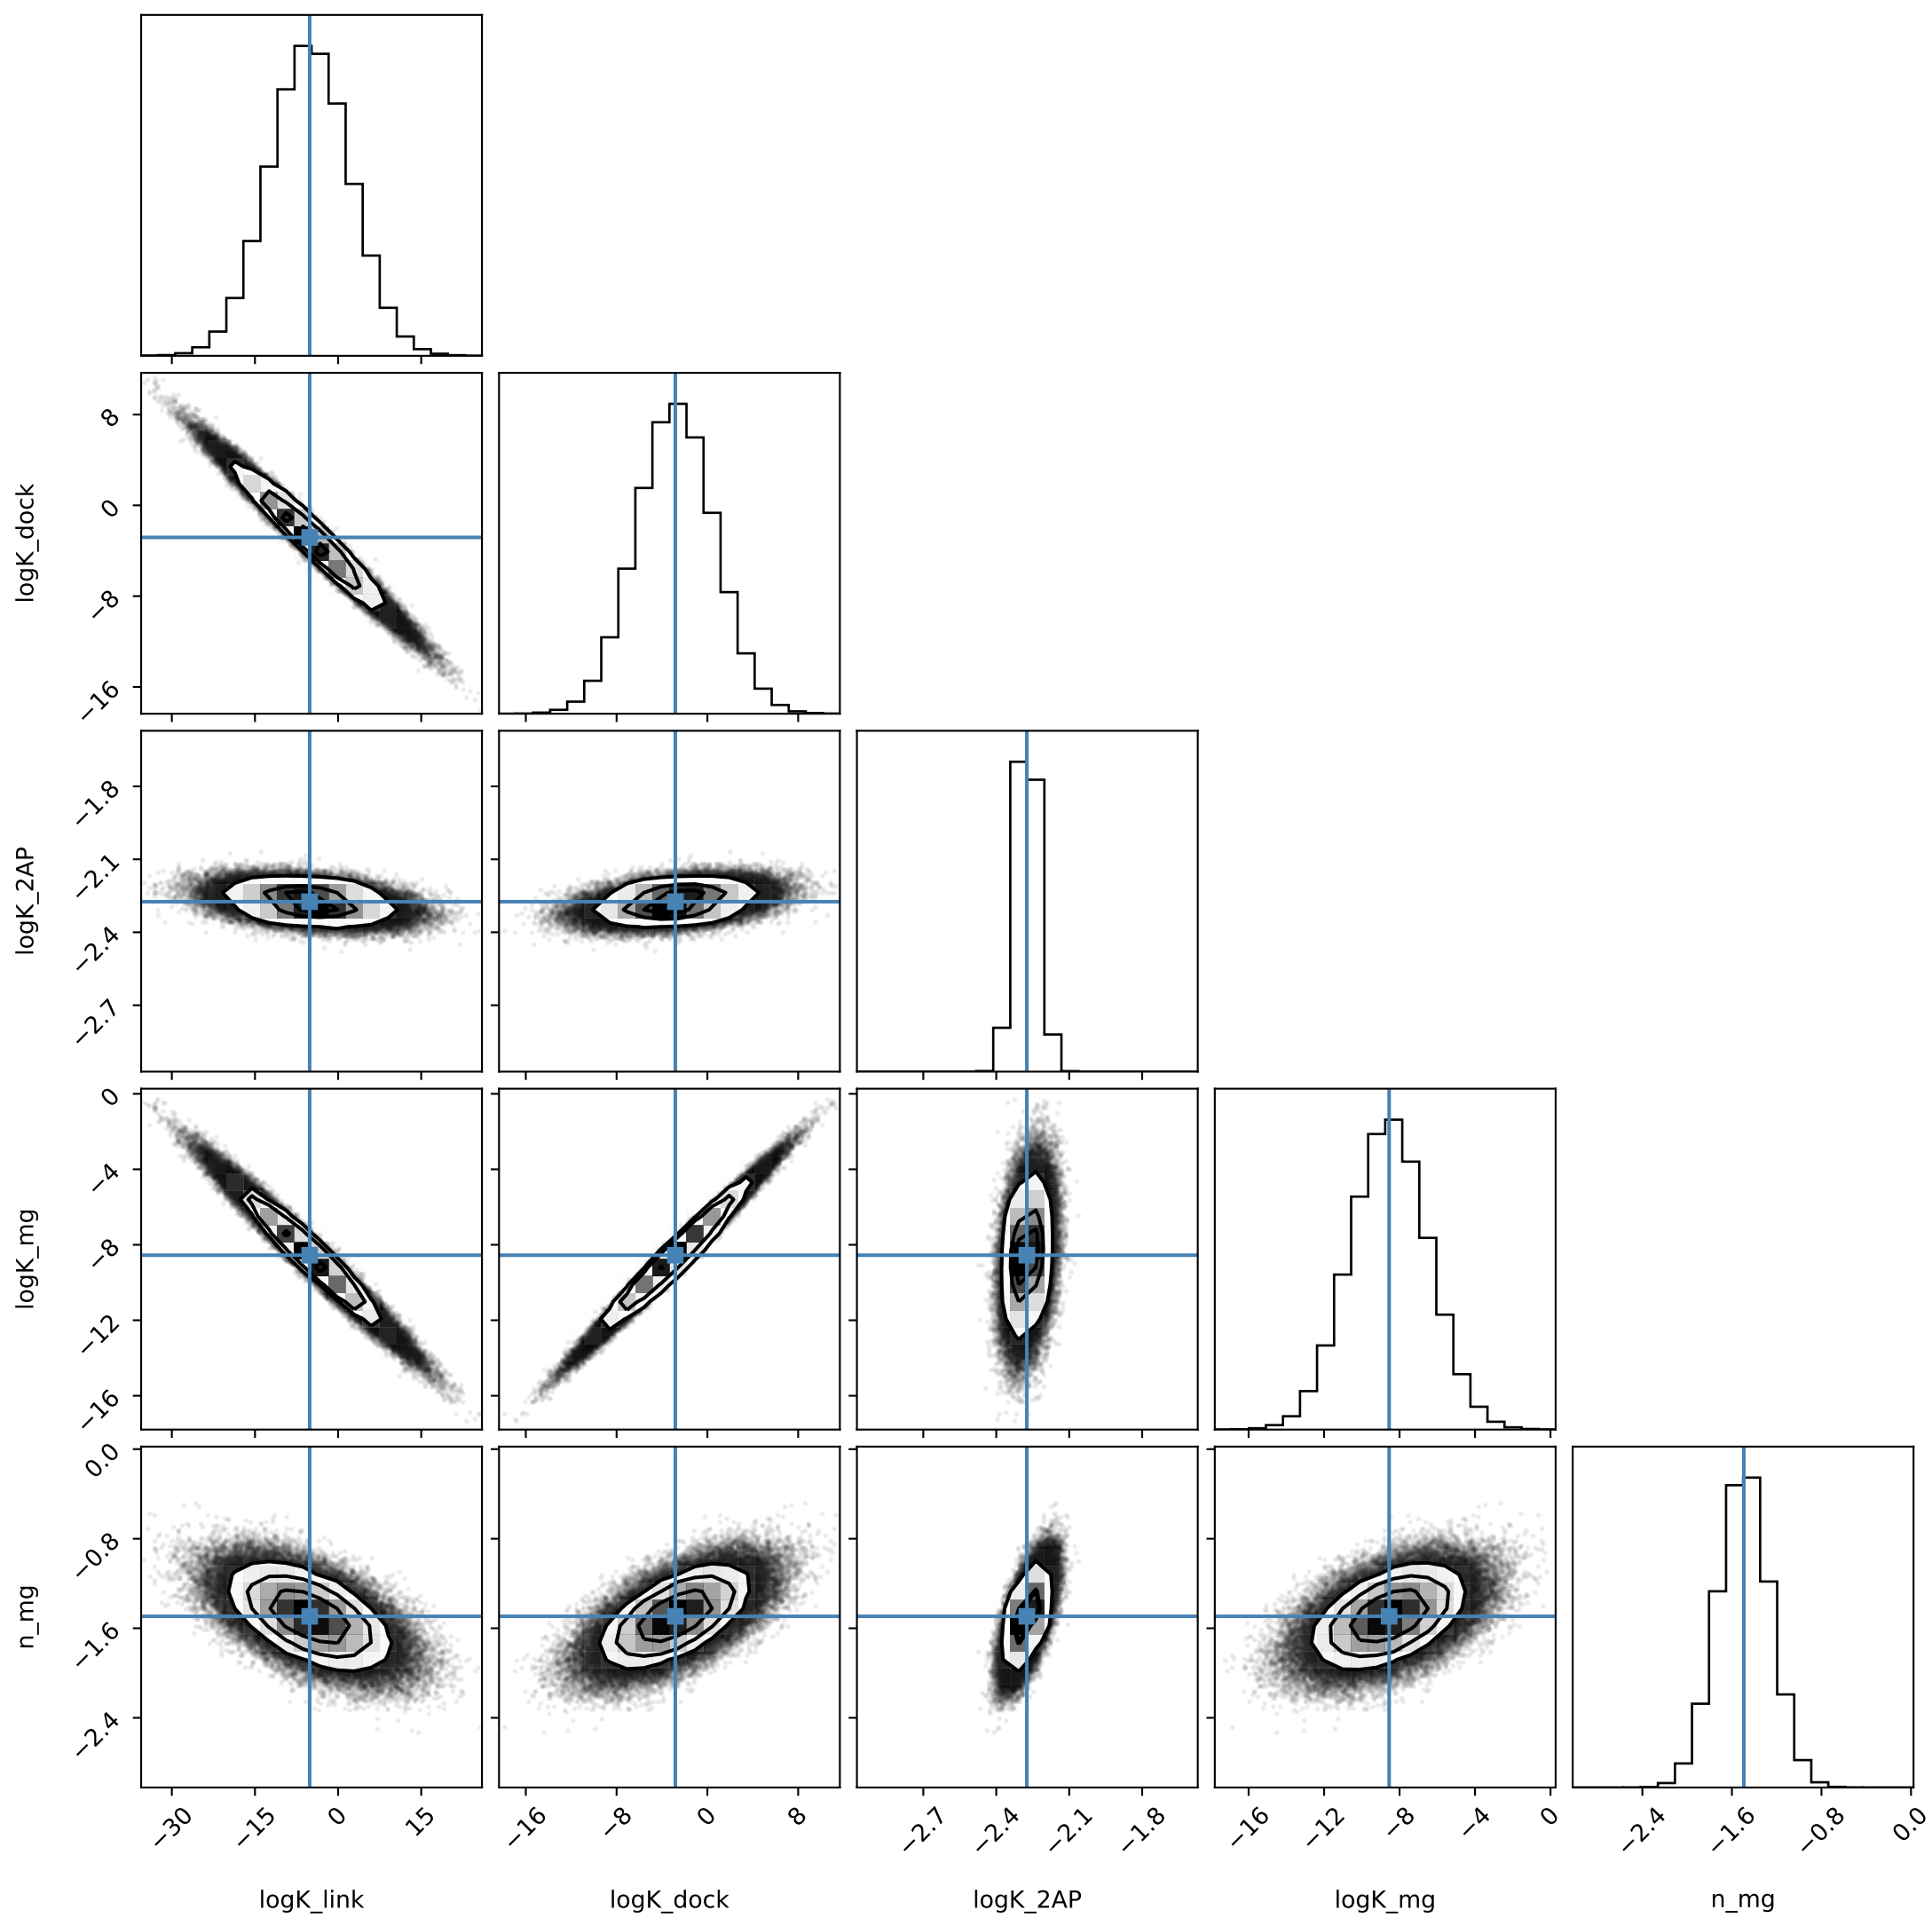 logK_dock
8
0
−8
−16
logK_2AP
−1.8
−2.1
−2.4
−2.7
logK_mg
0
−4
−8
−12
−16
n_mg
0.0
−0.8
−1.6
−2.4
−30 −15 0 15
−16 −8 0 8
−2.7 −2.4 −2.1 −1.8
−16 −12 −8 −4 0
−2.4 −1.6 −0.8 0.0
logK_link
logK_dock
logK_2AP
logK_mg
n_mg